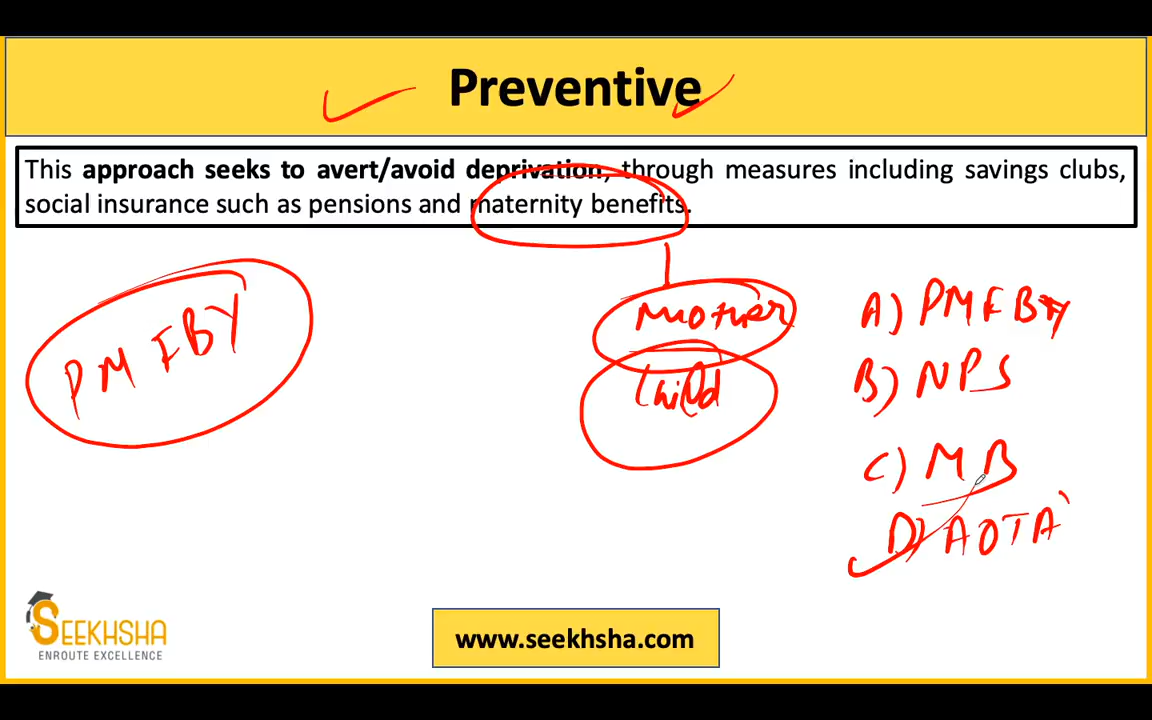 Preventive
This approach seeks to avert/avoid deprivation, through measures including savings clubs,
social insurance such as pensions and maternity benefits.
PMFBY
Mother
Child
A) PMFBY
B) NPS
C) MB
D) AOTA
SEEKHSHA
ENROUTE EXCELLENCE
www.seekhsha.com